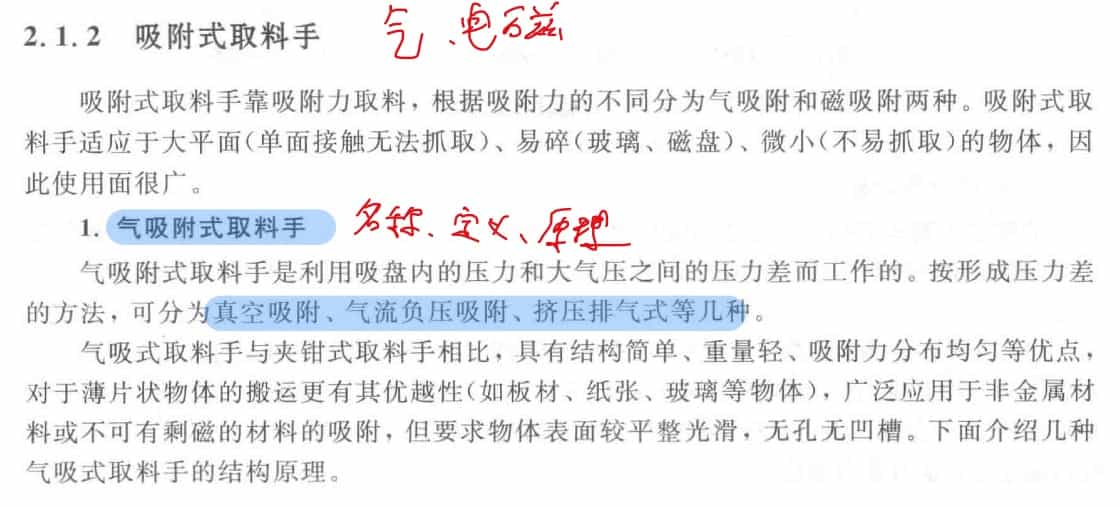 2.1.2 吸附式取料手 气、电万磁
吸附式取料手靠吸附力取料，根据吸附力的不同分为气吸附和磁吸附两种。吸附式取
料手适应于大平面(单面接触无法抓取)、易碎(玻璃、磁盘)、微小(不易抓取)的物体，因
此使用面很广。
1. 气吸附式取料手 名称、定义、原理
气吸附式取料手是利用吸盘内的压力和大气压之间的压力差而工作的。按形成压力差
的方法，可分为真空吸附、气流负压吸附、挤压排气式等几种。
气吸式取料手与夹钳式取料手相比，具有结构简单、重量轻、吸附力分布均匀等优点，
对于薄片状物体的搬运更有其优越性(如板材、纸张、玻璃等物体)，广泛应用于非金属材
料或不可有剩磁的材料的吸附，但要求物体表面较平整光滑，无孔无凹槽。下面介绍几种
气吸式取料手的结构原理。